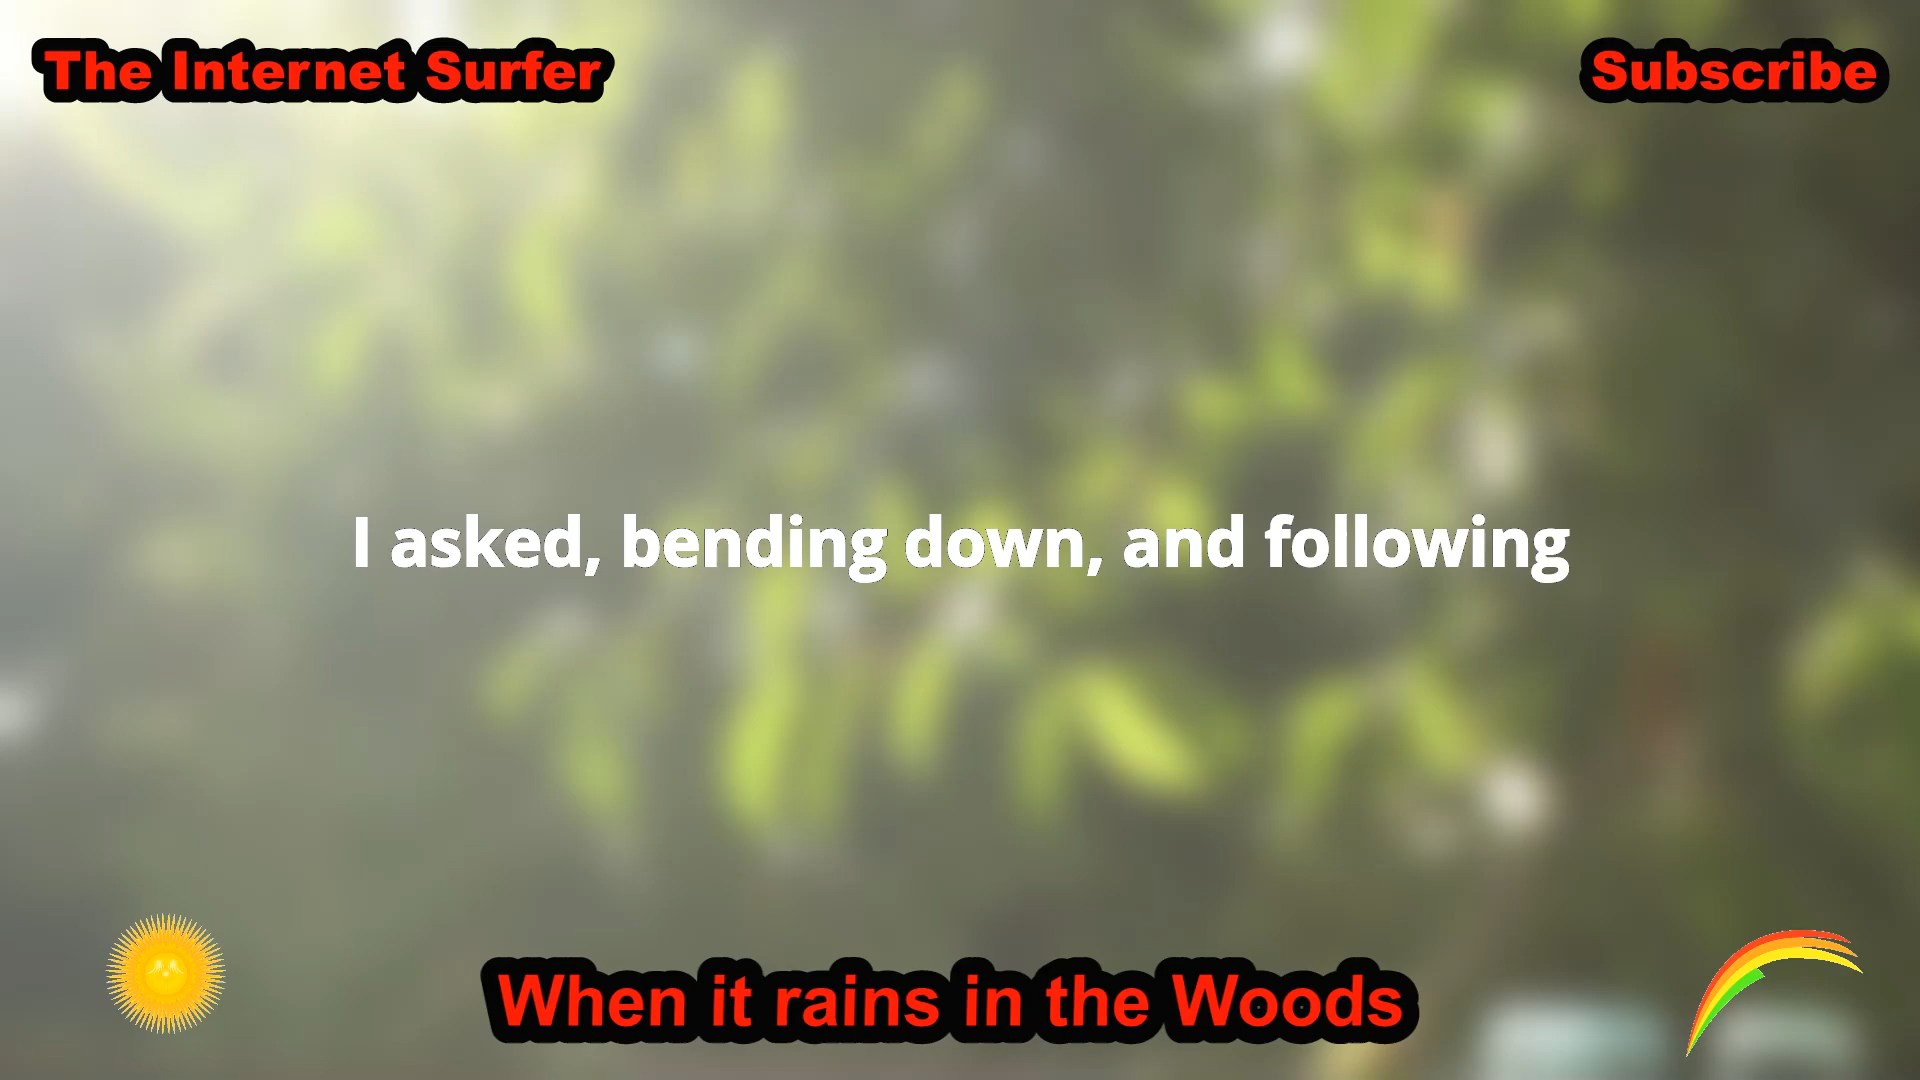 The Internet Surfer
Subscribe
I asked, bending down, and following
When it rains in the Woods